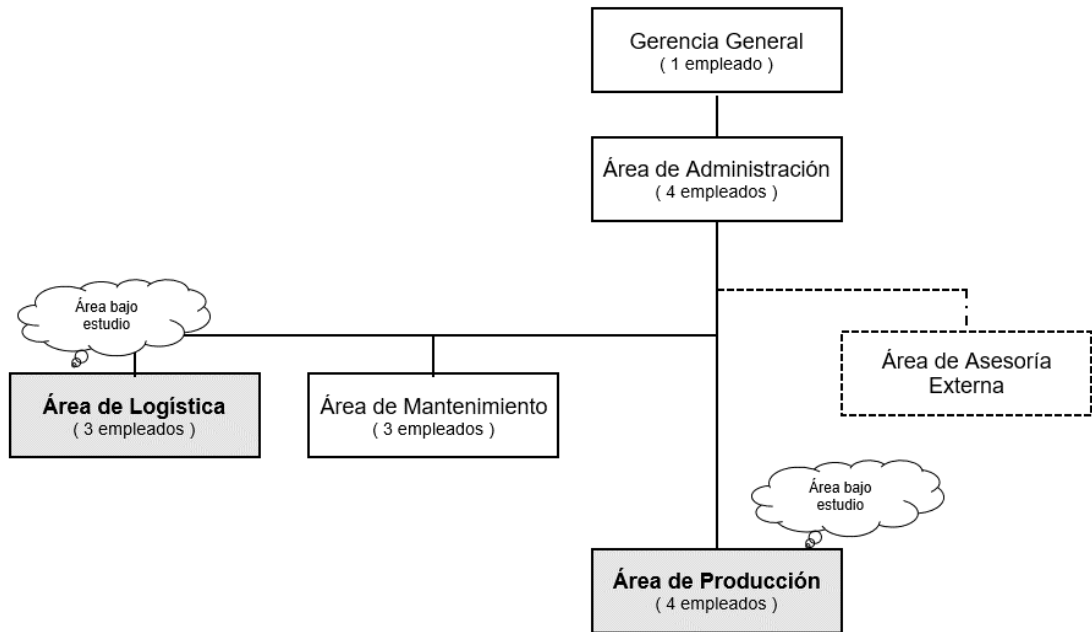 Gerencia General
( 1 empleado )
Área de Administración
( 4 empleados )
Área bajo
estudio
Área de Asesoría
Externa
Área de Logística
( 3 empleados )
Área de Mantenimiento
( 3 empleados )
Área bajo
estudio
Área de Producción
( 4 empleados )